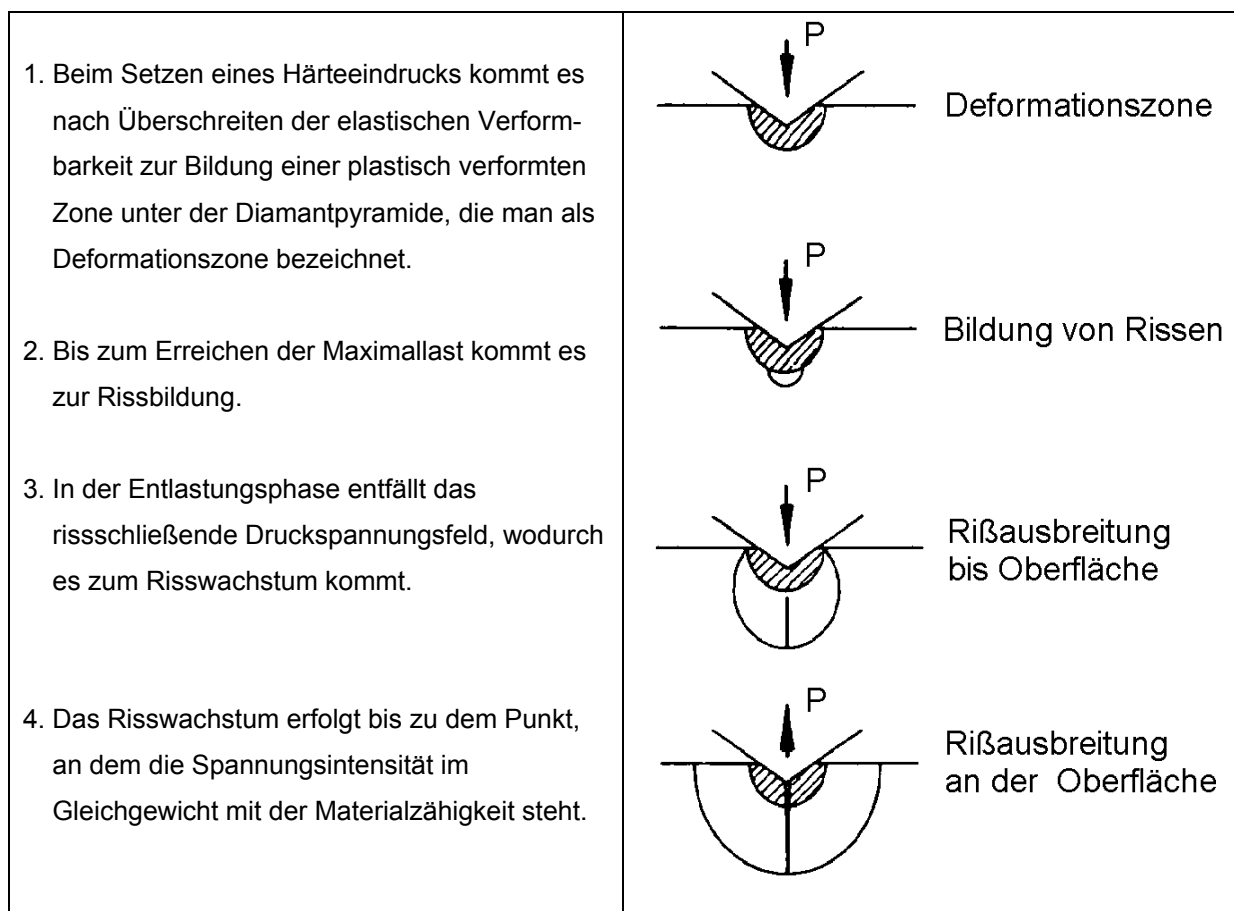 1. Beim Setzen eines Härteeindrucks kommt es
nach Überschreiten der elastischen Verform-
barkeit zur Bildung einer plastisch verformten
Zone unter der Diamantpyramide, die man als
Deformationszone bezeichnet.
P
Deformationszone
2. Bis zum Erreichen der Maximallast kommt es
zur Rissbildung.
P
Bildung von Rissen
3. In der Entlastungsphase entfällt das
rissschließende Druckspannungsfeld, wodurch
es zum Risswachstum kommt.
P
Rißausbreitung
bis Oberfläche
4. Das Risswachstum erfolgt bis zu dem Punkt,
an dem die Spannungsintensität im
Gleichgewicht mit der Materialzähigkeit steht.
P
Rißausbreitung
an der Oberfläche